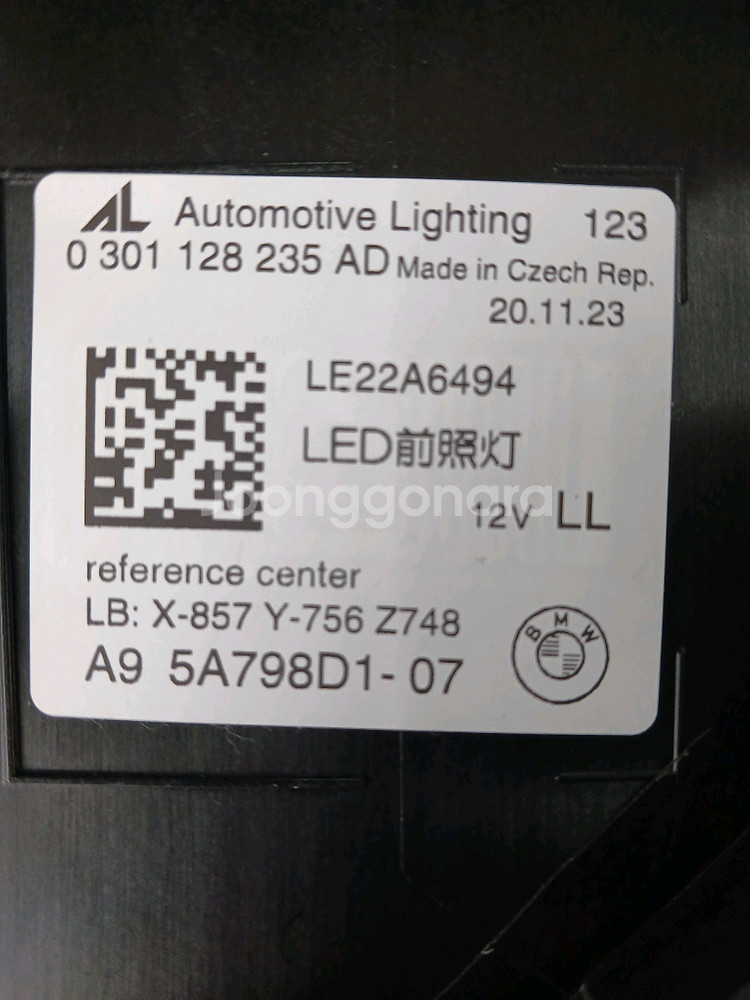 AL Automotive Lighting 123
0 301 128 235 AD Made in Czech Rep.
20.11.23
LE22A6494
LED前照灯
joonggonara
12V LL
reference center
LB: X-857 Y-756 Z748
A9 5A798D1-07
BMW